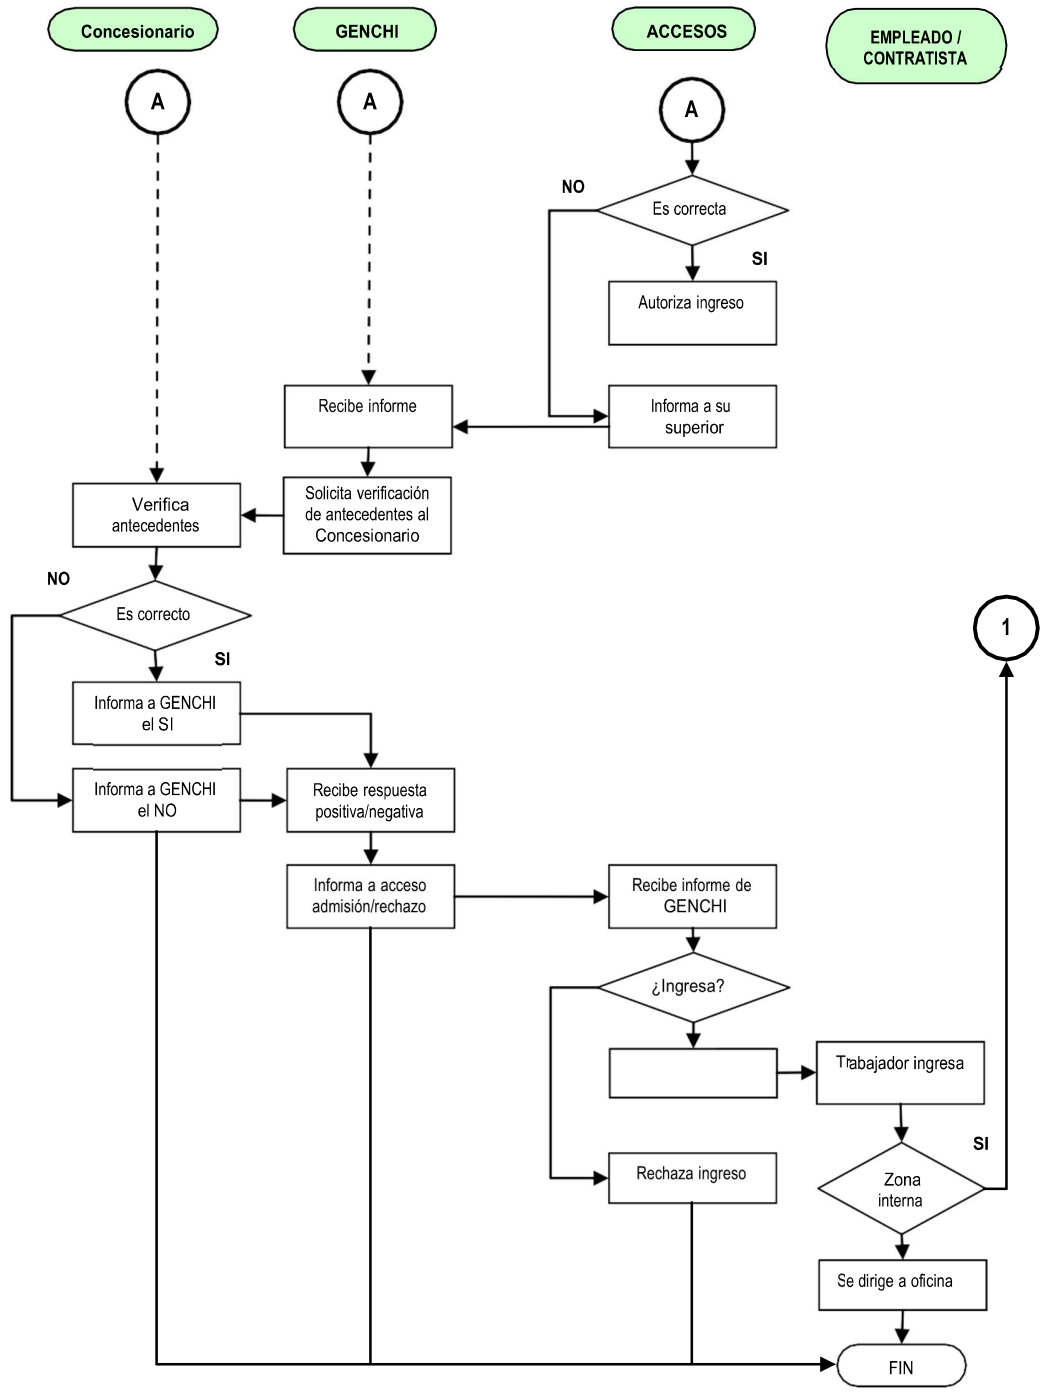 Concesionario
GENCHI
ACCESOS
EMPLEADO /
CONTRATISTA
A
A
A
NO
Es correcta
SI
Autoriza ingreso
Recibe informe
Informa a su
superior
Solicita verificación
de antecedentes al
Concesionario
Verifica
antecedentes
NO
Es correcto
SI
1
Informa a GENCHI
el SI
Informa a GENCHI
el NO
Recibe respuesta
positiva/negativa
Informa a acceso
admisión/rechazo
Recibe informe de
GENCHI
¿Ingresa?
Trabajador ingresa
SI
Rechaza ingreso
Zona
interna
Se dirige a oficina
FIN